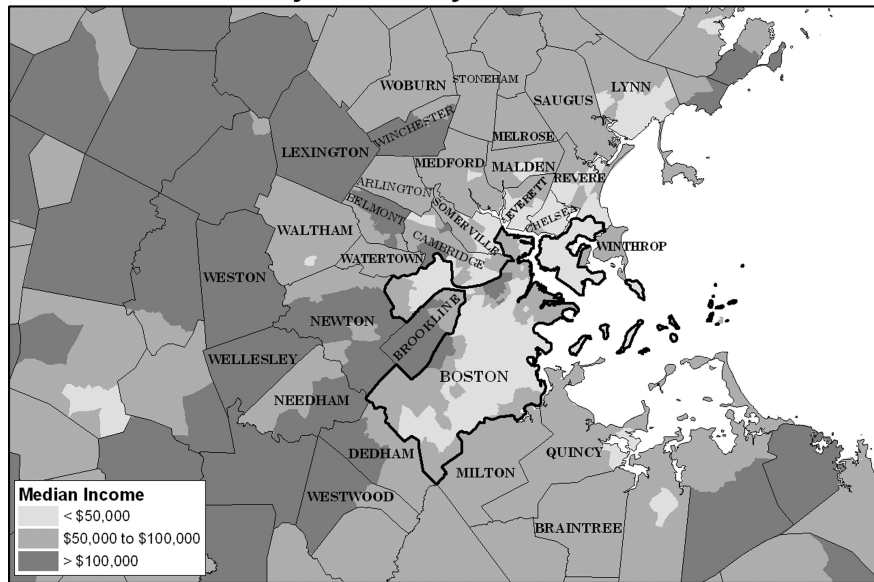 WOBURN
STONEHAM
LYNN
SAUGUS
WINCHESTER
MELROSE
LEXINGTON
MEDFORD
MALDEN
REVERE
ARLINGTON
EVERETT
BELMONT
SOMERVILLE
CHELSEA
WALTHAM
CAMBRIDGE
WINTHROP
WATERTOWN
WESTON
NEWTON
BROOKLINE
WELLESLEY
BOSTON
NEEDHAM
DEDHAM
MILTON
QUINCY
WESTWOOD
BRAINTREE
Median Income
< $50,000
$50,000 to $100,000
> $100,000